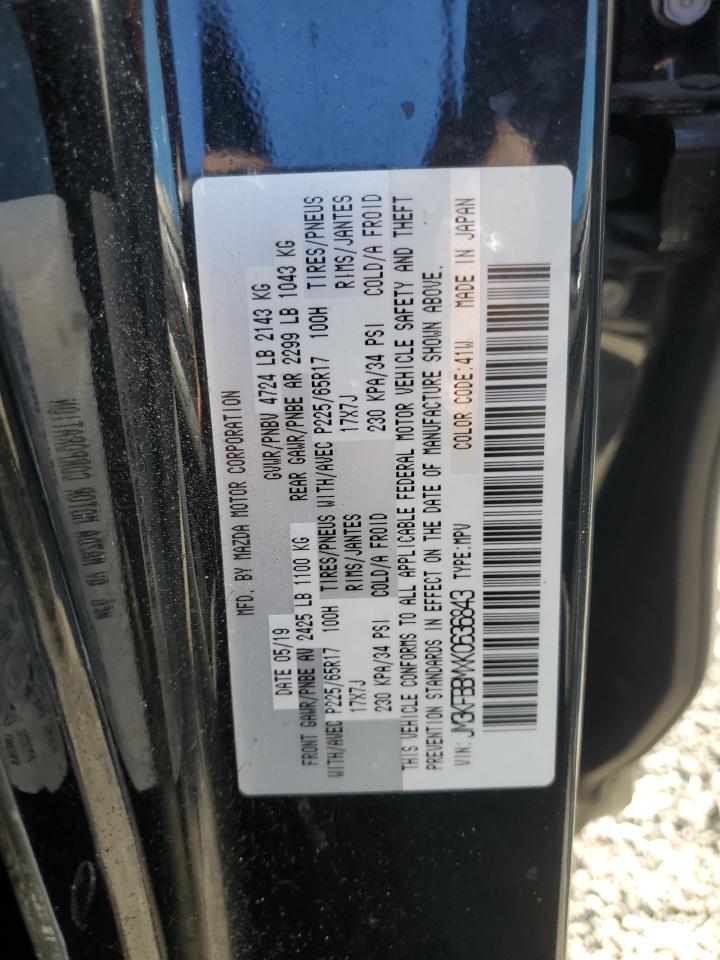 MFD. BY MAZDA MOTOR CORPORATION
DATE 05/19 GVWR/PNBV 4724 LB 2143 KG
FRONT GAWR/PNBE AV 2425 LB 1100 KG REAR GAWR/PNBE AR 2299 LB 1043 KG
WITH/AVEC P225/65R17 100H TIRES/PNEUS WITH/AVEC P225/65R17 100H TIRES/PNEUS
17X7J RIMS/JANTES 17X7J RIMS/JANTES
230 KPA/34 PSI COLD/A FROID 230 KPA/34 PSI COLD/A FROID
THIS VEHICLE CONFORMS TO ALL APPLICABLE FEDERAL MOTOR VEHICLE SAFETY AND THEFT
PREVENTION STANDARDS IN EFFECT ON THE DATE OF MANUFACTURE SHOWN ABOVE.
VIN: JM3KFBBMXK0636843 TYPE:MPV COLOR CODE:41W MADE IN JAPAN